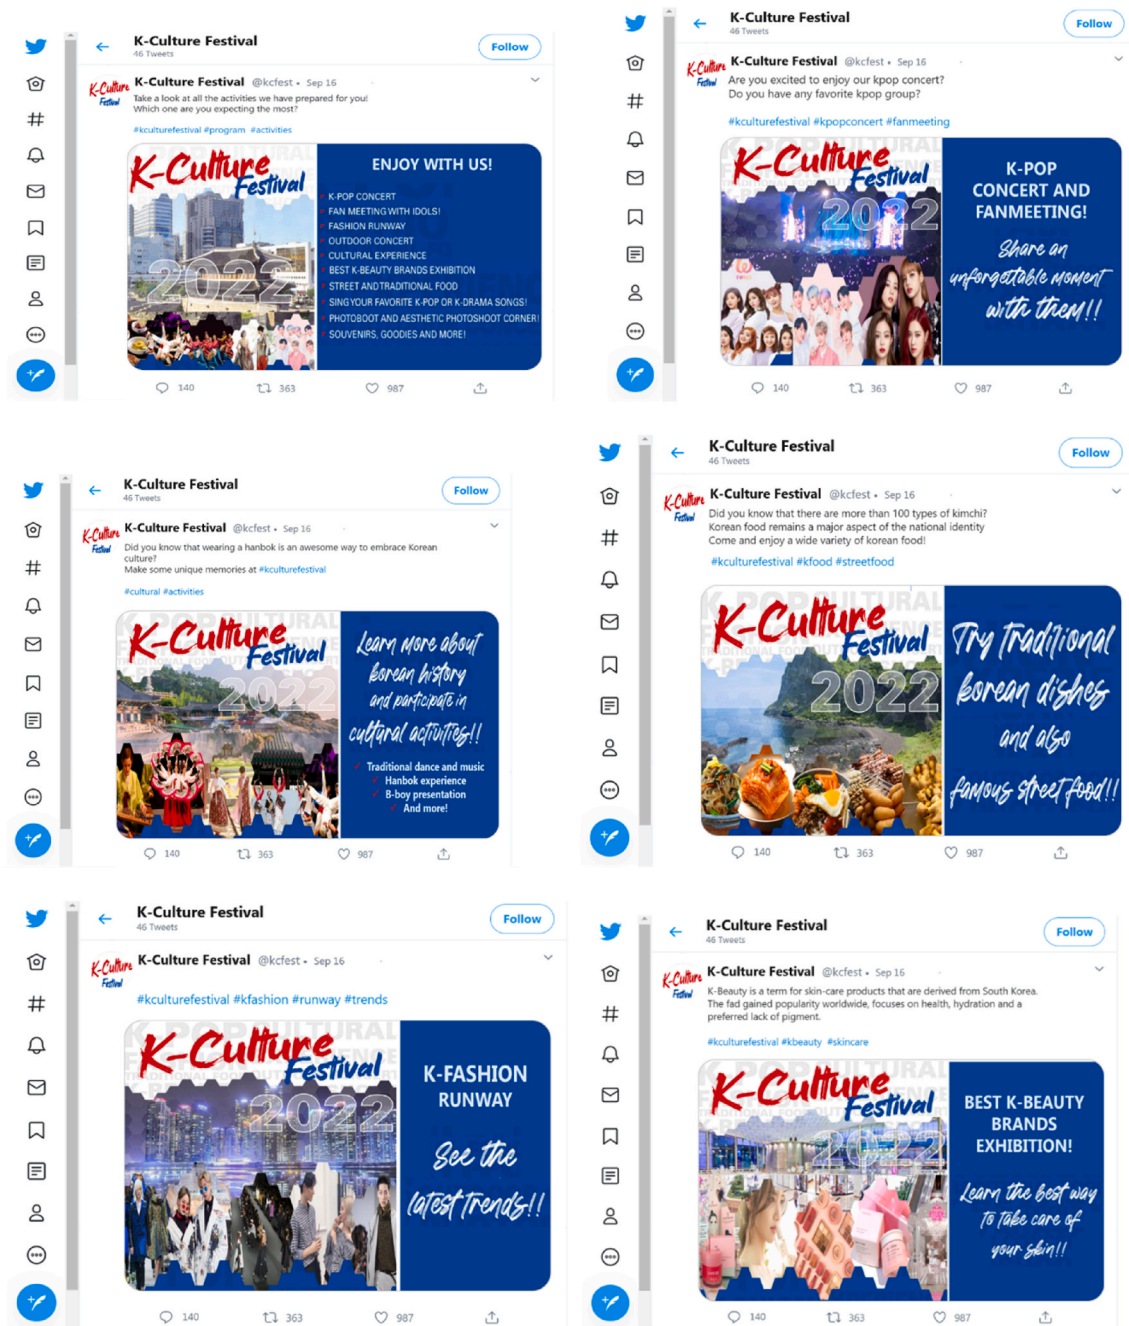 K-Culture Festival
46 Tweets
Follow
K-Culture Festival
K-Culture Festival @kcfest • Sep 16
Take a look at all the activities we have prepared for you!
Which one are you expecting the most?
#kculturefestival #program #activities
K-Culture
Festival
2022
ENJOY WITH US!
K-POP CONCERT
FAN MEETING WITH IDOLS!
FASHION RUNWAY
OUTDOOR CONCERT
CULTURAL EXPERIENCE
BEST K-BEAUTY BRANDS EXHIBITION
STREET AND TRADITIONAL FOOD
SING YOUR FAVORITE K-POP OR K-DRAMA SONGS!
PHOTOBOOT AND AESTHETIC PHOTOSHOOT CORNER!
SOUVENIRS, GOODIES AND MORE!
140 363 987
K-Culture Festival
46 Tweets
Follow
K-Culture Festival
K-Culture Festival @kcfest • Sep 16
Are you excited to enjoy our kpop concert?
Do you have any favorite kpop group?
#kculturefestival #kpopconcert #fanmeeting
K-Culture
Festival
2022
K-POP
CONCERT AND
FANMEETING!
Share an
unforgettable moment
with them!!
140 363 987
K-Culture Festival
46 Tweets
Follow
K-Culture Festival
K-Culture Festival @kcfest • Sep 16
Did you know that wearing a hanbok is an awesome way to embrace Korean
culture?
Make some unique memories at #kculturefestival
#cultural #activities
K-Culture
Festival
2022
Learn more about
korean history
and participate in
cultural activities!!
Traditional dance and music
Hanbok experience
B-boy presentation
And more!
140 363 987
K-Culture Festival
46 Tweets
Follow
K-Culture Festival
K-Culture Festival @kcfest • Sep 16
Did you know that there are more than 100 types of kimchi?
Korean food remains a major aspect of the national identity
Come and enjoy a wide variety of korean food!
#kculturefestival #kfood #streetfood
K-Culture
Festival
2022
Try Traditional
korean dishes
and also
famous street food!!
140 363 987
K-Culture Festival
46 Tweets
Follow
K-Culture Festival
K-Culture Festival @kcfest • Sep 16
#kculturefestival #kfashion #runway #trends
K-Culture
Festival
2022
K-FASHION
RUNWAY
See the
latest trends!!
140 363 987
K-Culture Festival
46 Tweets
Follow
K-Culture Festival
K-Culture Festival @kcfest • Sep 16
K-Beauty is a term for skin-care products that are derived from South Korea.
The fad gained popularity worldwide, focuses on health, hydration and a
preferred lack of pigment.
#kculturefestival #kbeauty #skincare
K-Culture
Festival
2022
BEST K-BEAUTY
BRANDS
EXHIBITION!
Learn the best way
to take care of
your skin!!
140 363 987